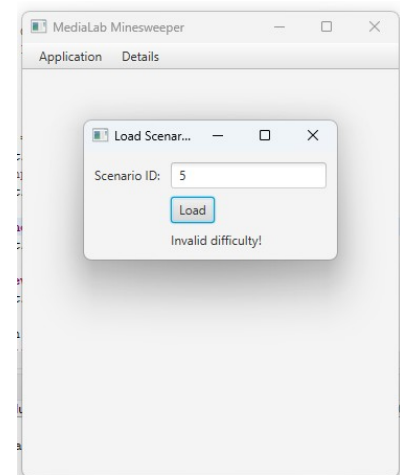 MediaLab Minesweeper
Application Details
Load Scenar...
Scenario ID: 5
Load
Invalid difficulty!